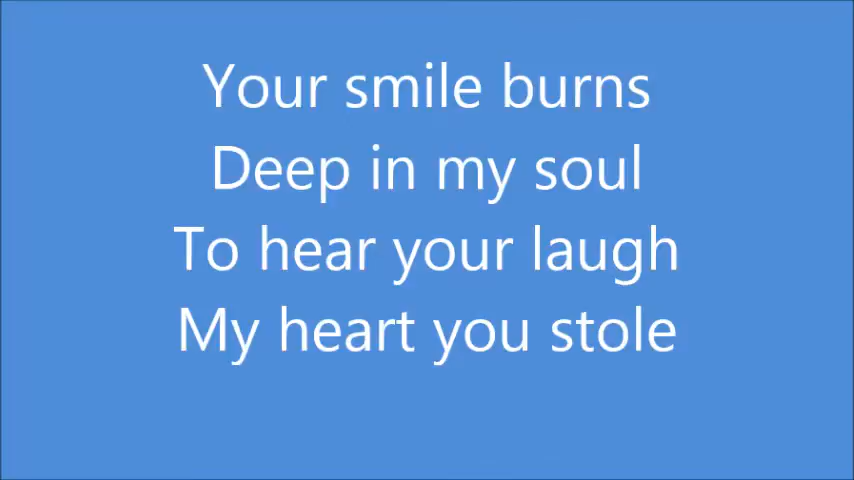 Your smile burns
Deep in my soul
To hear your laugh
My heart you stole